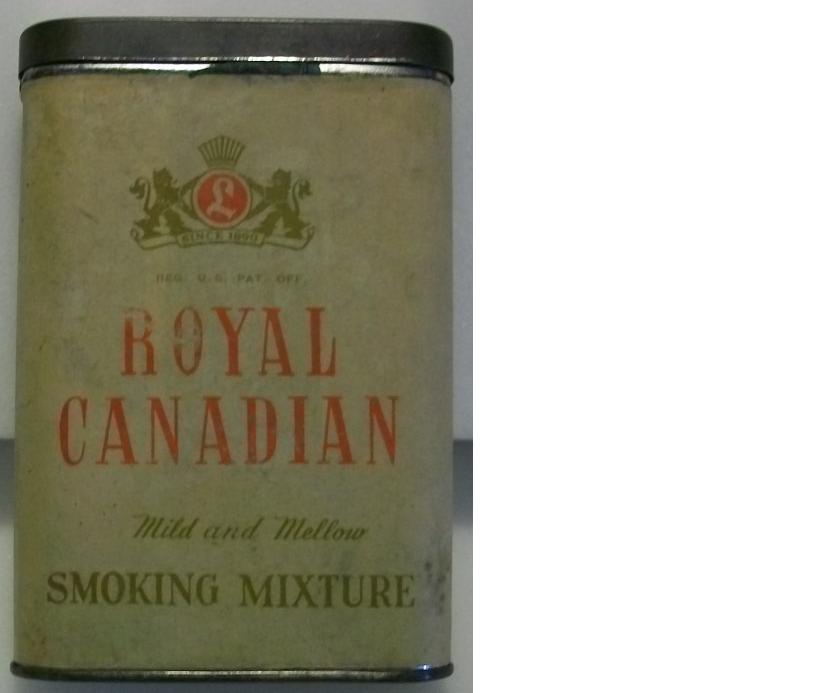 L
SINCE 1890
REG. U.S. PAT. OFF.
ROYAL
CANADIAN
Mild and Mellow
SMOKING MIXTURE